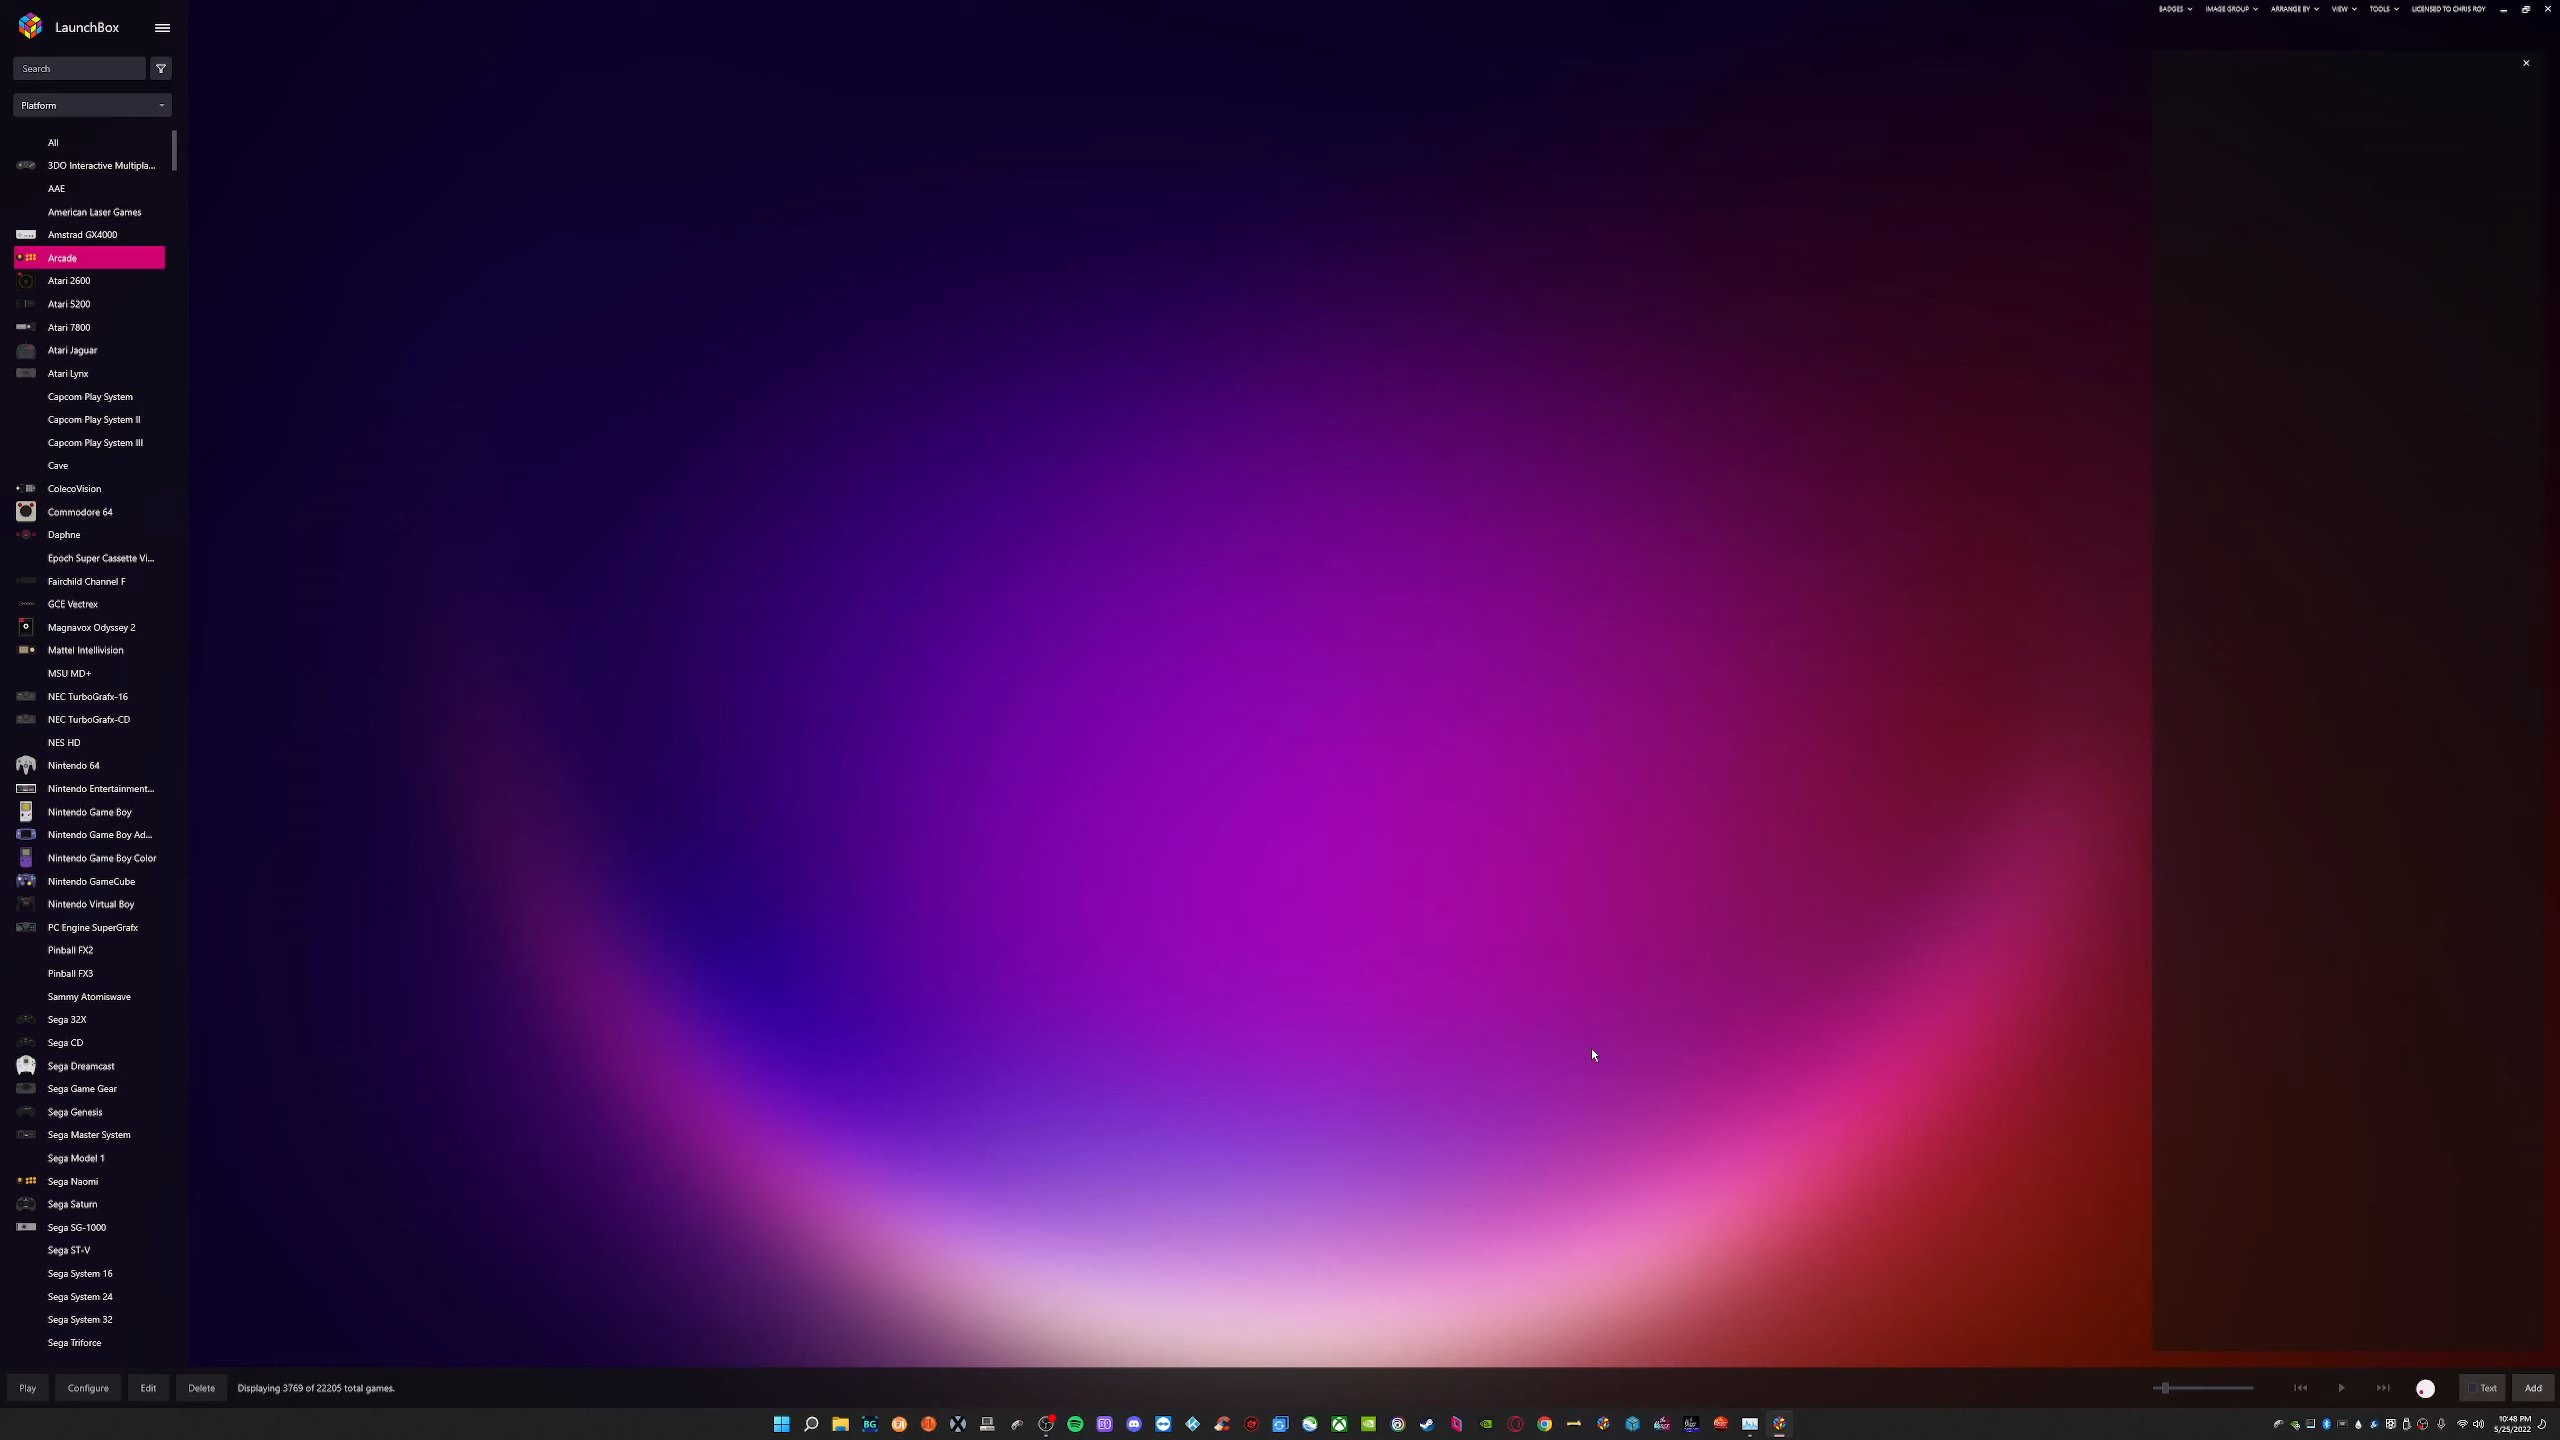 LaunchBox
BADGES
IMAGE GROUP
ARRANGE BY
VIEW
TOOLS
LICENSED TO CHRIS ROY
Search
Platform
All
3DO Interactive Multipla...
AAE
American Laser Games
Amstrad GX4000
Arcade
Atari 2600
Atari 5200
Atari 7800
Atari Jaguar
Atari Lynx
Capcom Play System
Capcom Play System II
Capcom Play System III
Cave
ColecoVision
Commodore 64
Daphne
Epoch Super Cassette Vi...
Fairchild Channel F
GCE Vectrex
Magnavox Odyssey 2
Mattel Intellivision
MSU MD+
NEC TurboGrafx-16
NEC TurboGrafx-CD
NES HD
Nintendo 64
Nintendo Entertainment...
Nintendo Game Boy
Nintendo Game Boy Ad...
Nintendo Game Boy Color
Nintendo GameCube
Nintendo Virtual Boy
PC Engine SuperGrafx
Pinball FX2
Pinball FX3
Sammy Atomiswave
Sega 32X
Sega CD
Sega Dreamcast
Sega Game Gear
Sega Genesis
Sega Master System
Sega Model 1
Sega Naomi
Sega Saturn
Sega SG-1000
Sega ST-V
Sega System 16
Sega System 24
Sega System 32
Sega Triforce
Play
Configure
Edit
Delete
Displaying 3769 of 22205 total games.
Text
Add
BG
10:48 PM
5/25/2022